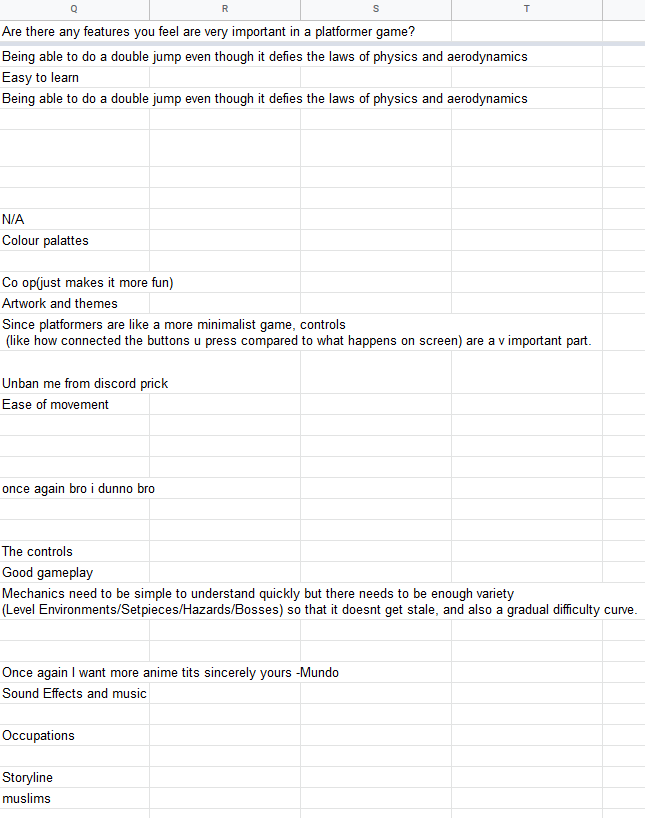 Q R S T
Are there any features you feel are very important in a platformer game?
Being able to do a double jump even though it defies the laws of physics and aerodynamics
Easy to learn
Being able to do a double jump even though it defies the laws of physics and aerodynamics
N/A
Colour palattes
Co op(just makes it more fun)
Artwork and themes
Since platformers are like a more minimalist game, controls
(like how connected the buttons u press compared to what happens on screen) are a v important part.
Unban me from discord prick
Ease of movement
once again bro i dunno bro
The controls
Good gameplay
Mechanics need to be simple to understand quickly but there needs to be enough variety
(Level Environments/Setpieces/Hazards/Bosses) so that it doesnt get stale, and also a gradual difficulty curve.
Once again I want more anime tits sincerely yours -Mundo
Sound Effects and music
Occupations
Storyline
muslims